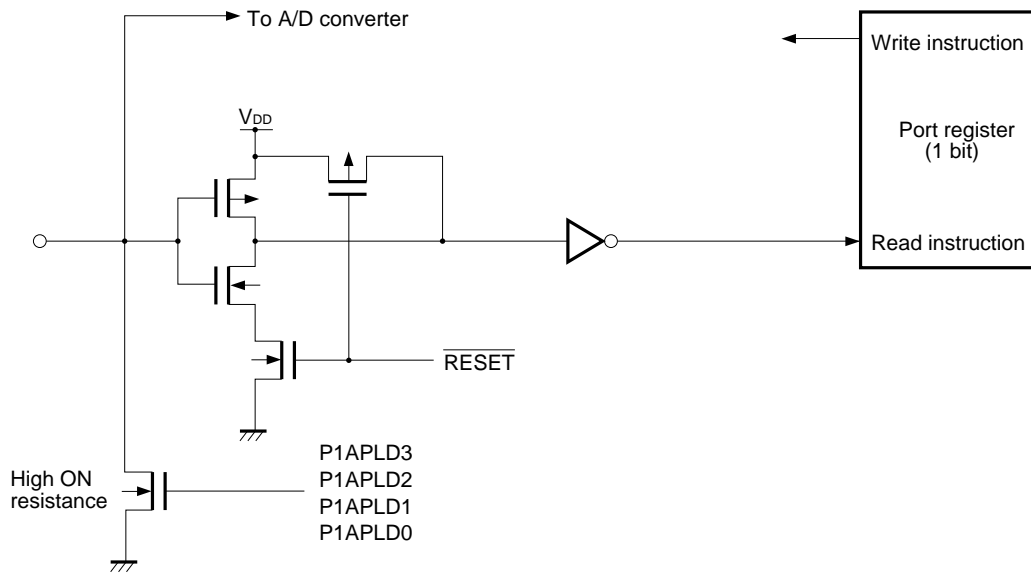 To A/D converter
Write instruction
VDD
Port register
(1 bit)
Read instruction
RESET
P1APLD3
High ON
resistance
P1APLD2
P1APLD1
P1APLD0